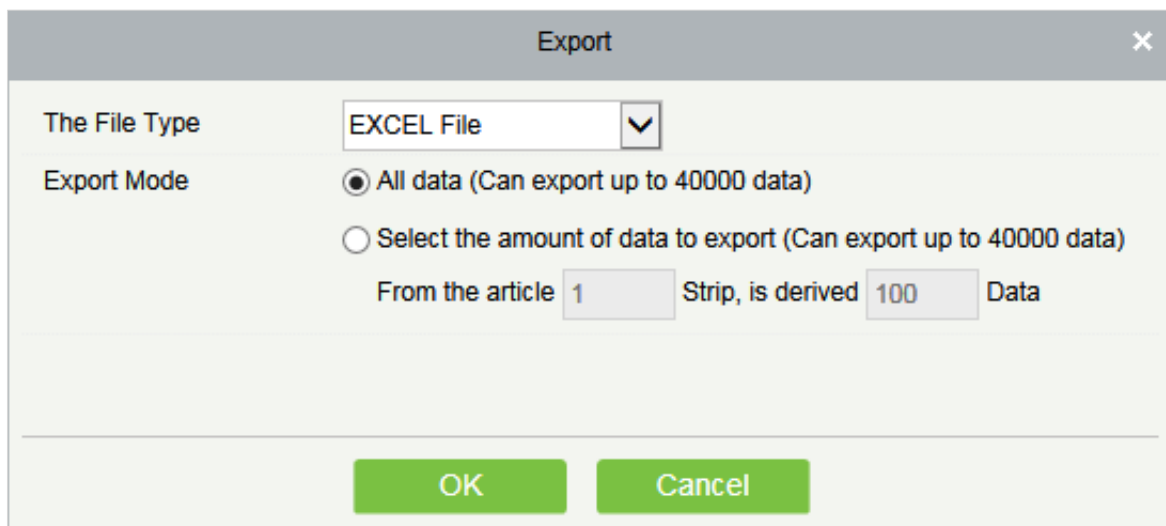 Export
The File Type EXCEL File
Export Mode All data (Can export up to 40000 data)
Select the amount of data to export (Can export up to 40000 data)
From the article 1 Strip, is derived 100 Data
OK Cancel